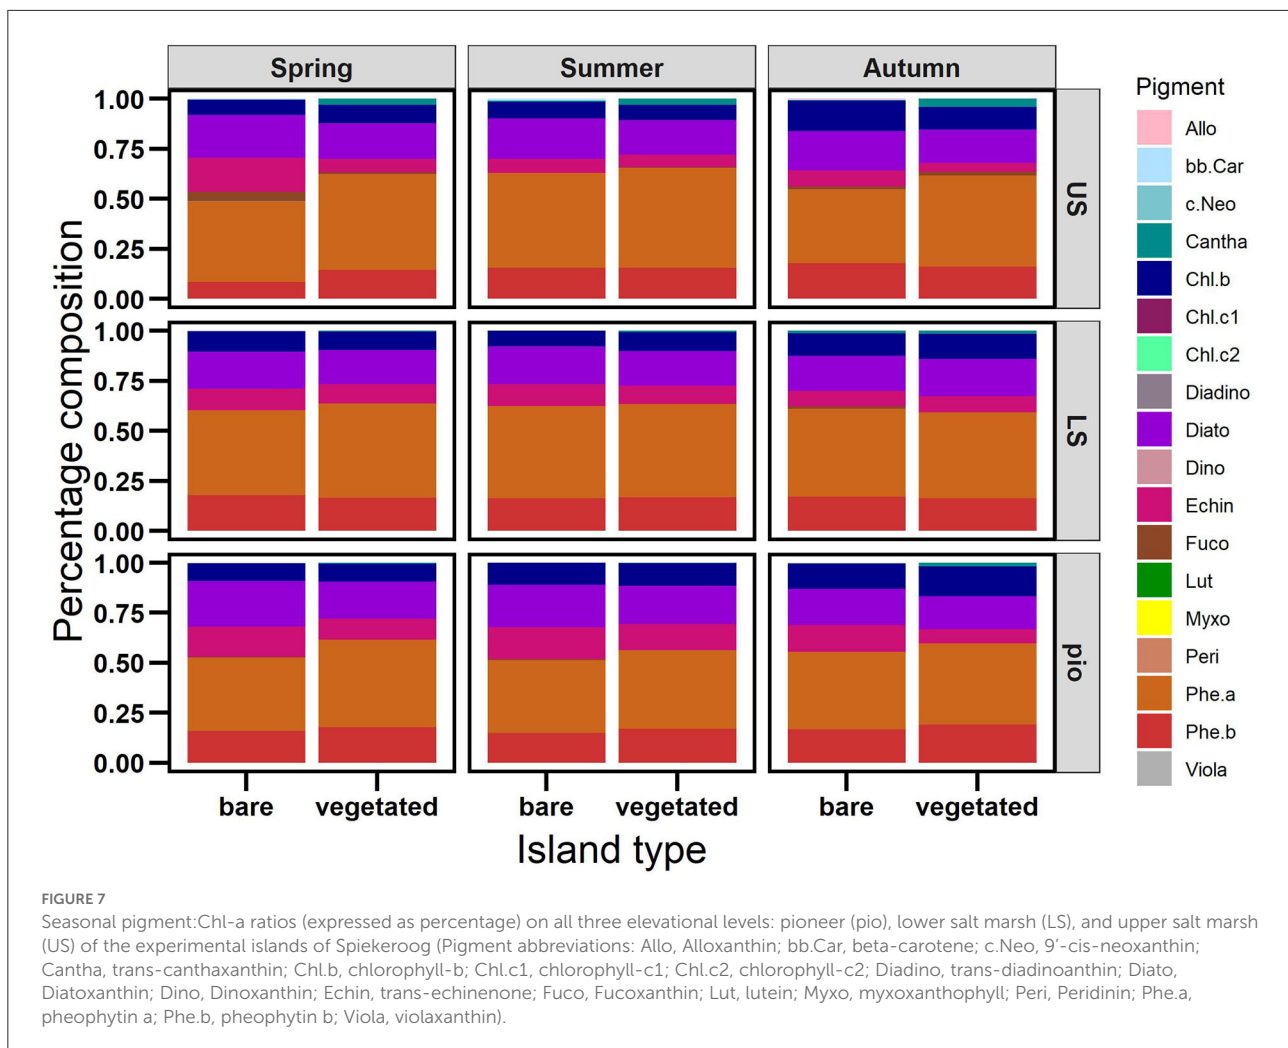 Spring Summer Autumn
1.00
0.75
0.50
0.25
0.00
US
1.00
0.75
0.50
0.25
0.00
LS
1.00
0.75
0.50
0.25
0.00
pio
Percentage composition
bare vegetated bare vegetated bare vegetated
Island type
Pigment
Allo
bb.Car
c.Neo
Cantha
Chl.b
Chl.c1
Chl.c2
Diadino
Diato
Dino
Echin
Fuco
Lut
Myxo
Peri
Phe.a
Phe.b
Viola
FIGURE 7
Seasonal pigment:Chl-a ratios (expressed as percentage) on all three elevational levels: pioneer (pio), lower salt marsh (LS), and upper salt marsh
(US) of the experimental islands of Spiekeroog (Pigment abbreviations: Allo, Alloxanthin; bb.Car, beta-carotene; c.Neo, 9′-cis-neoxanthin;
Cantha, trans-canthaxanthin; Chl.b, chlorophyll-b; Chl.c1, chlorophyll-c1; Chl.c2, chlorophyll-c2; Diadino, trans-diadinoanthin; Diato,
Diatoxanthin; Dino, Dinoxanthin; Echin, trans-echinenone; Fuco, Fucoxanthin; Lut, lutein; Myxo, myxoxanthophyll; Peri, Peridinin; Phe.a,
pheophytin a; Phe.b, pheophytin b; Viola, violaxanthin).